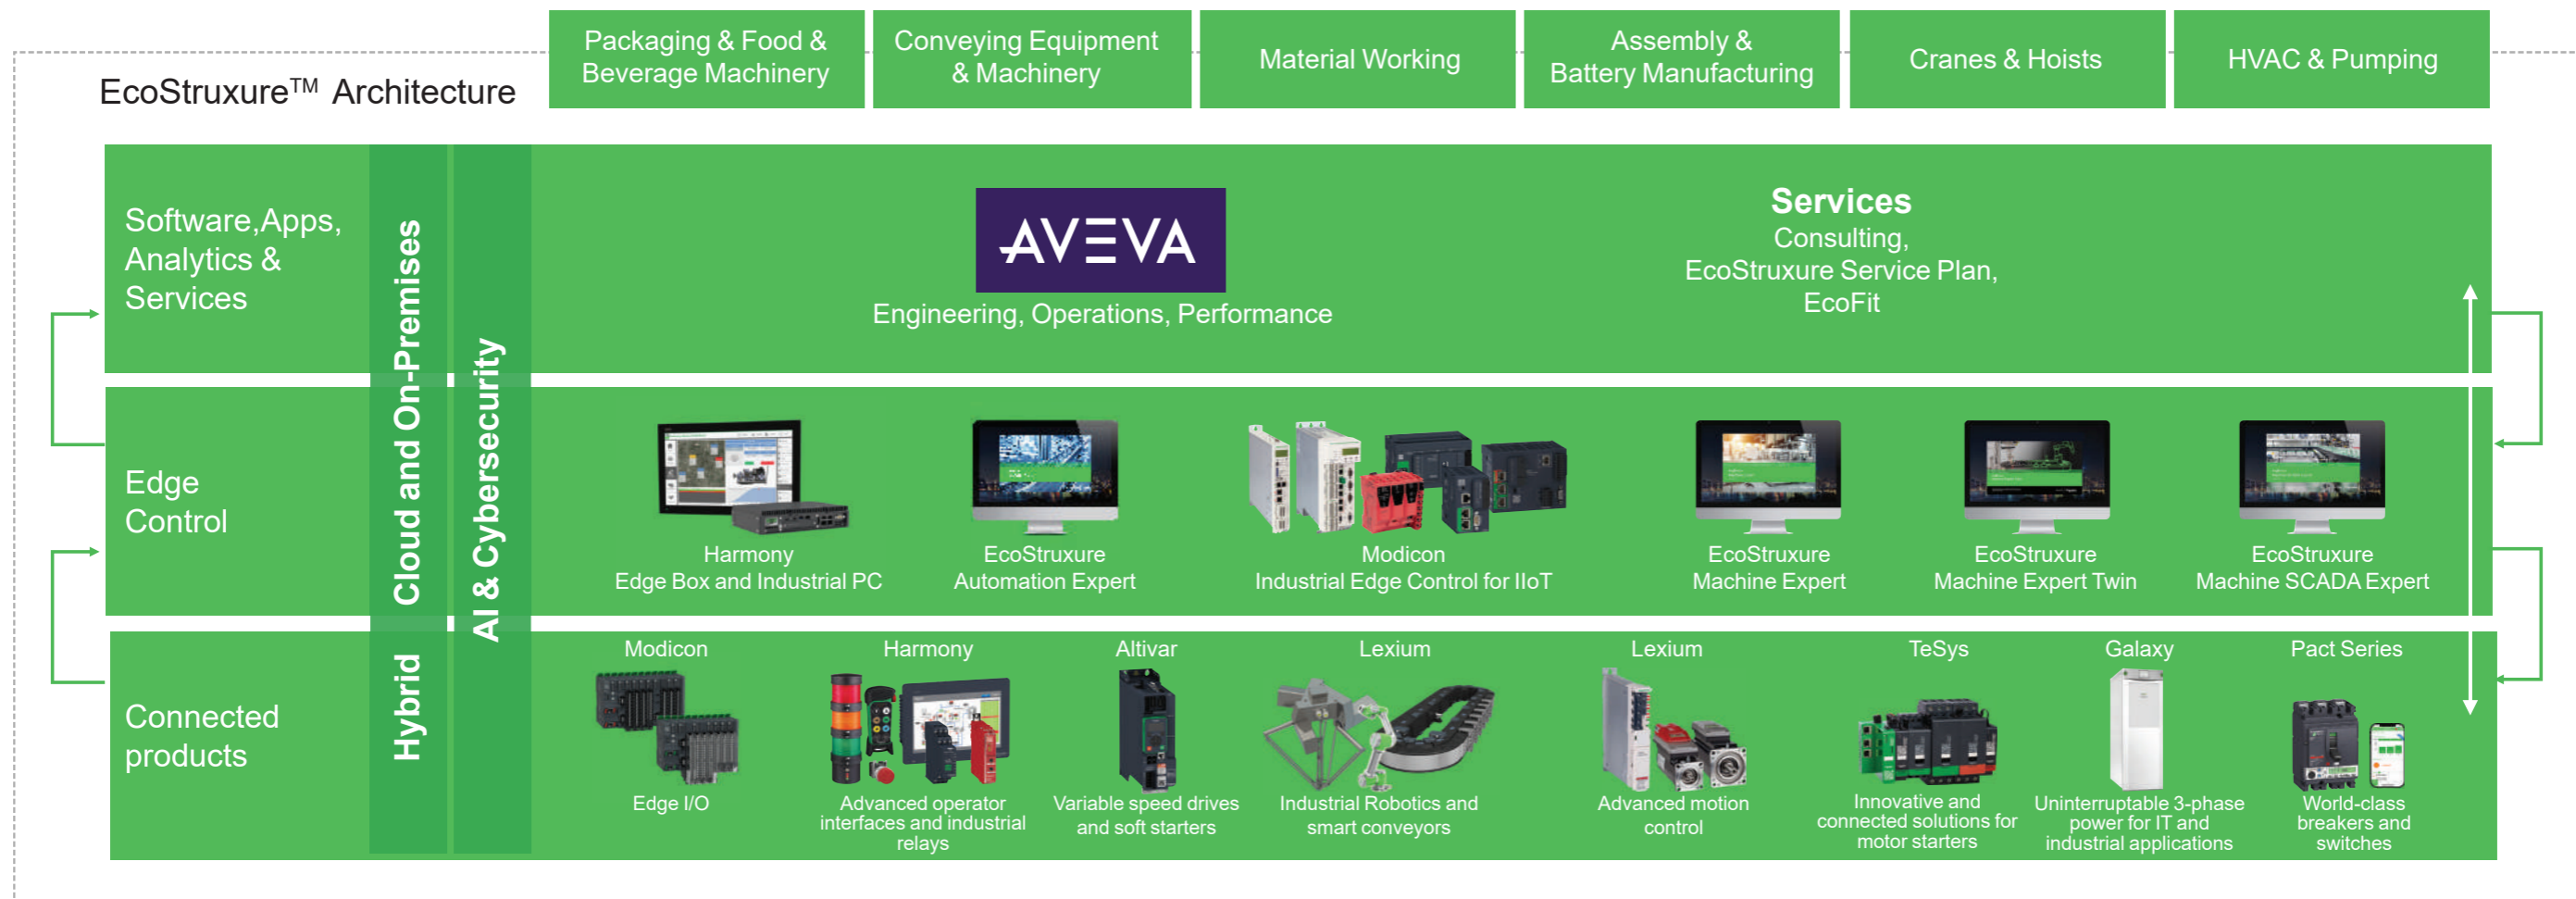 Packaging & Food &
Beverage Machinery
Conveying Equipment
& Machinery
Material Working
Assembly &
Battery Manufacturing
Cranes & Hoists
HVAC & Pumping
EcoStruxure™ Architecture
Software,Apps,
Analytics &
Services
Hybrid Cloud and On-Premises
AI & Cybersecurity
AVEVA
Engineering, Operations, Performance
Services
Consulting,
EcoStruxure Service Plan,
EcoFit
Edge
Control
Harmony
Edge Box and Industrial PC
EcoStruxure
Automation Expert
Modicon
Industrial Edge Control for IIoT
EcoStruxure
Machine Expert
EcoStruxure
Machine Expert Twin
EcoStruxure
Machine SCADA Expert
Connected
products
Modicon
Edge I/O
Harmony
Advanced operator
interfaces and industrial
relays
Altivar
Variable speed drives
and soft starters
Lexium
Industrial Robotics and
smart conveyors
Lexium
Advanced motion
control
TeSys
Innovative and
connected solutions for
motor starters
Galaxy
Uninterruptable 3-phase
power for IT and
industrial applications
Pact Series
World-class
breakers and
switches